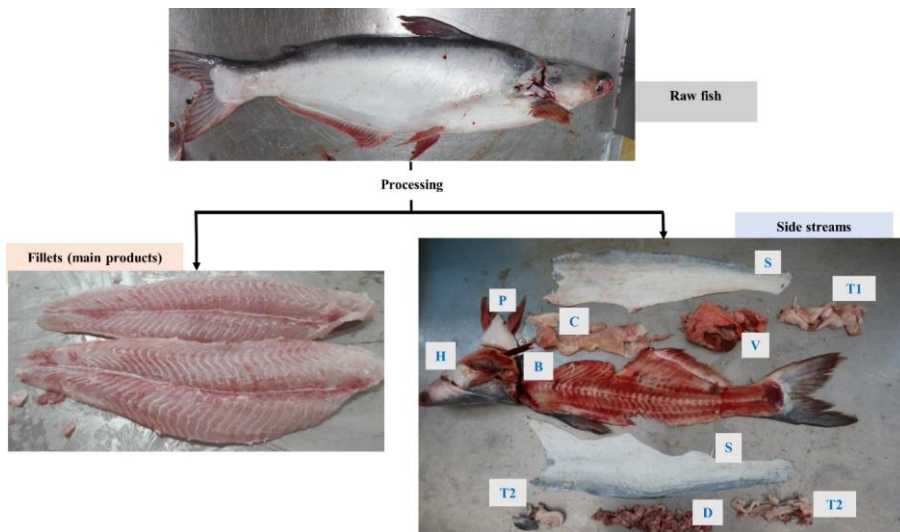 Raw fish
Processing
Side streams
Fillets (main products)
S
T1
P
C
V
H
B
S
T2
D
T2